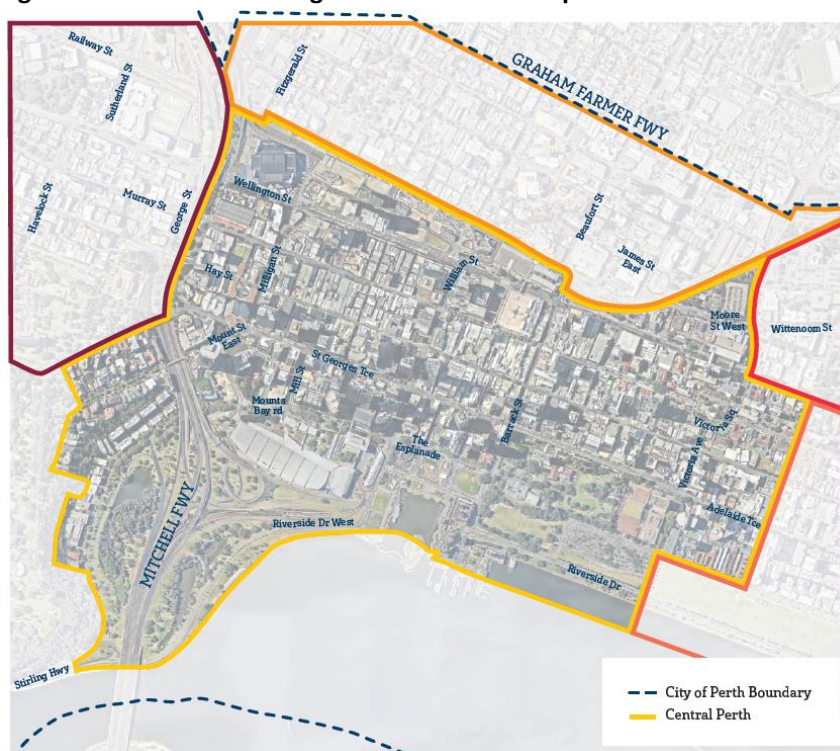 Railway St
Sutherland St
Fitzgerald St
GRAHAM FARMER FWY
Havelock St
Murray St
George St
Wellington St
Beaufort St
James St
East
Hay St
Milligan St
William St
Moore
St West
Wittenoom St
Mount St
East
St Georges Tce
Mill St
Mounts
Bay rd
The
Esplanade
Barrack St
Victoria Sq
Victoria Ave
Adelaide Tce
MITCHELL FWY
Riverside Dr West
Riverside Dr
Stirling Hwy
City of Perth Boundary
Central Perth